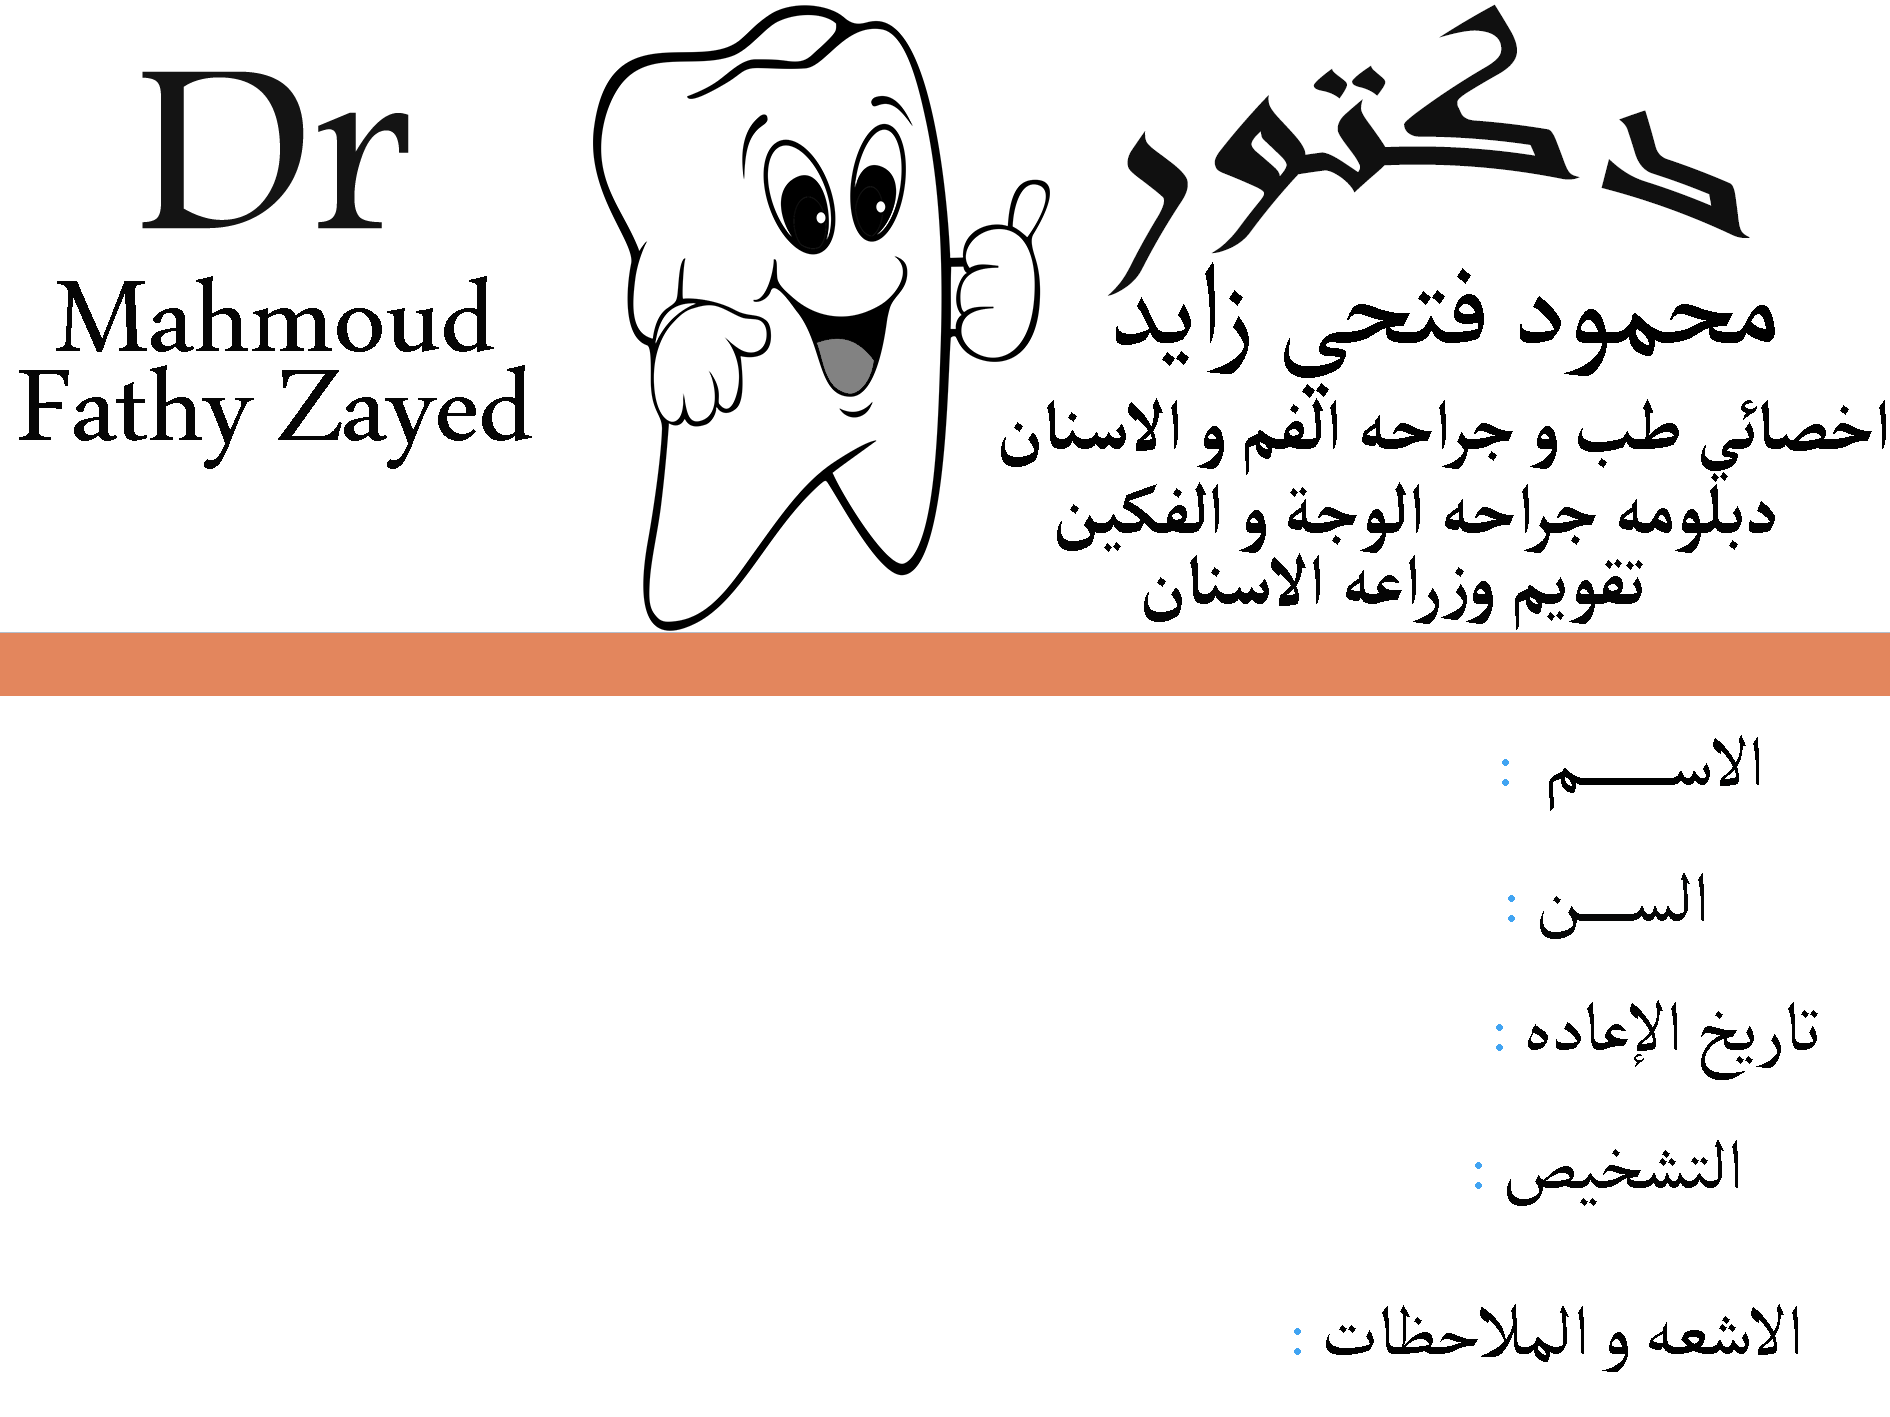 Dr
Mahmoud
Fathy Zayed
دكتور
محمود فتحي زايد
اخصائي طب و جراحه الفم و الاسنان
دبلومه جراحه الوجة و الفكين
تقويم وزراعه الاسنان
الاســـــم :
الســـن :
تاريخ الإعاده :
التشخيص :
الاشعه و الملاحظات :